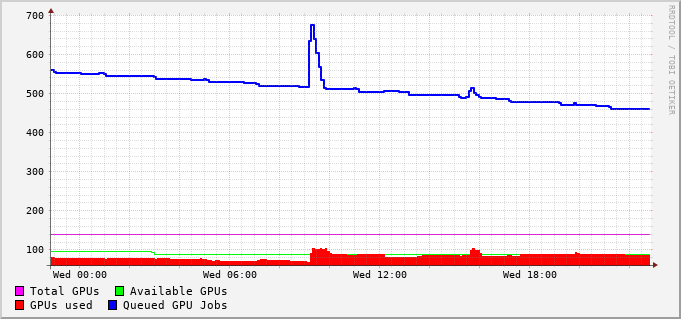 700
600
500
400
300
200
100
Wed 00:00 Wed 06:00 Wed 12:00 Wed 18:00
Total GPUs Available GPUs
GPUs used Queued GPU Jobs
RRDTOOL / TOBI OETIKER